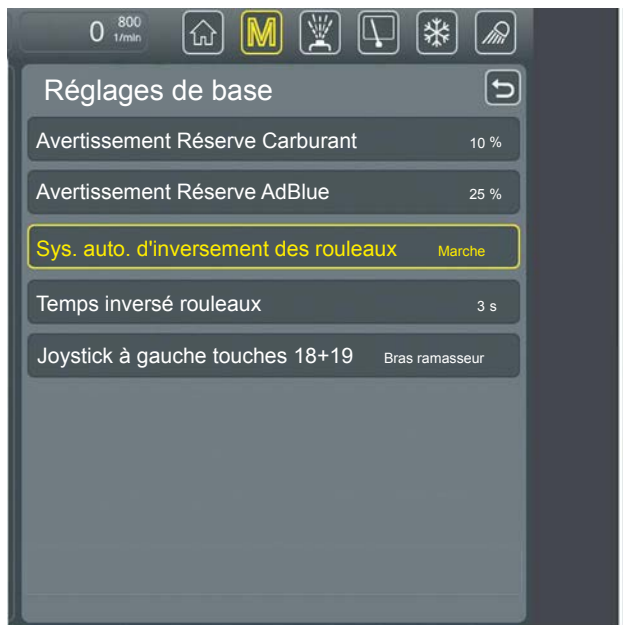 0 800
1/min
M
Réglages de base
Avertissement Réserve Carburant 10 %
Avertissement Réserve AdBlue 25 %
Sys. auto. d'inversement des rouleaux Marche
Temps inversé rouleaux 3 s
Joystick à gauche touches 18+19 Bras ramasseur